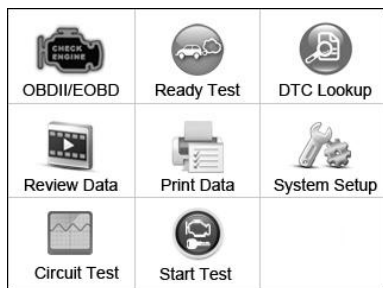 CHECK
ENGINE
OBDII/EOBD
Ready Test
DTC Lookup
Review Data
Print Data
System Setup
Circuit Test
Start Test